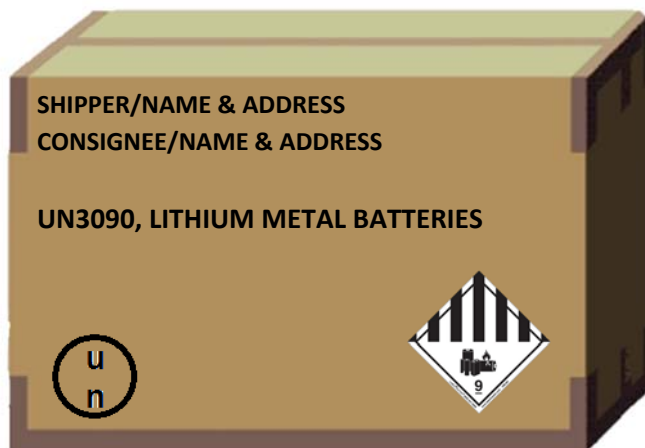 SHIPPER/NAME & ADDRESS
CONSIGNEE/NAME & ADDRESS
UN3090, LITHIUM METAL BATTERIES
u
n
9